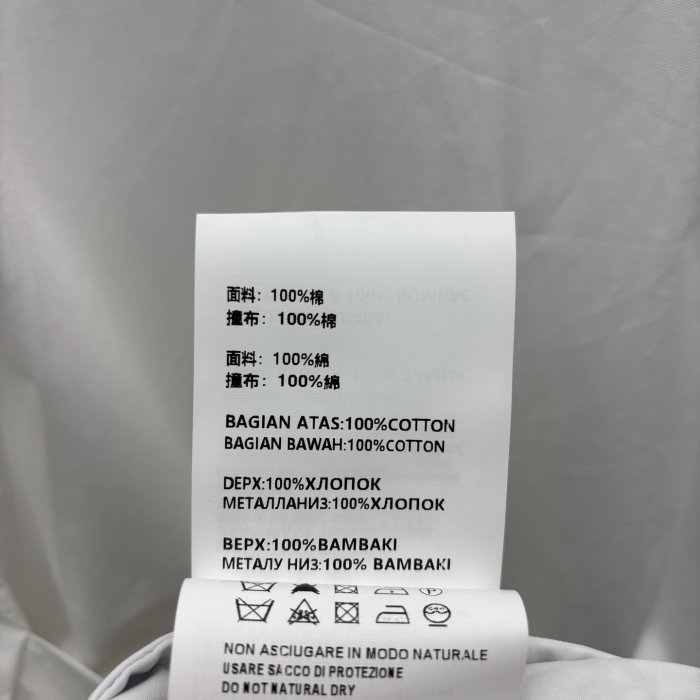 面料：100%棉
撞布：100%棉
面料：100%綿
撞布：100%綿
BAGIAN ATAS:100%COTTON
BAGIAN BAWAH:100%COTTON
DEPX:100%ХЛОПОК
МЕТАЛЛАНИЗ:100%ХЛОПОК
ВЕРХ:100%BAMBAKI
МЕТАЛУ НИЗ:100% BAMBAKI
NON ASCIUGARE IN MODO NATURALE
USARE SACCO DI PROTEZIONE
DO NOT NATURAL DRY